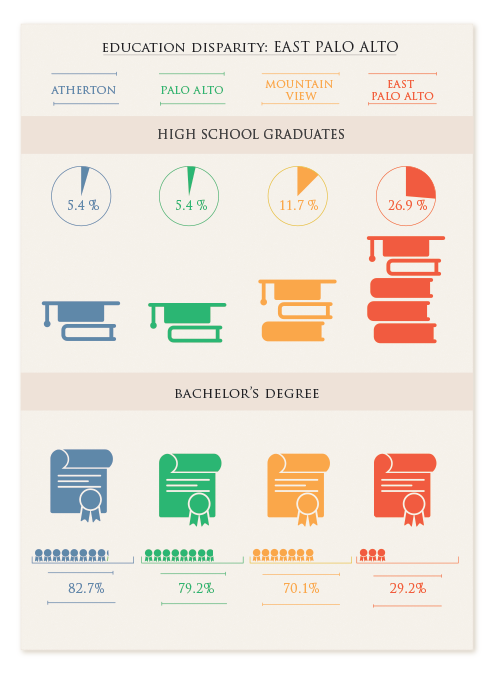 EDUCATION DISPARITY: EAST PALO ALTO
ATHERTON
PALO ALTO
MOUNTAIN
VIEW
EAST
PALO ALTO
HIGH SCHOOL GRADUATES
5.4 %
5.4 %
11.7 %
26.9 %
BACHELOR'S DEGREE
82.7%
79.2%
70.1%
29.2%